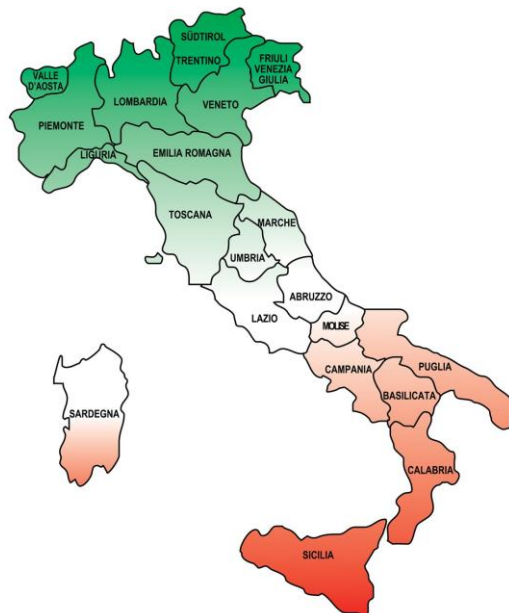 SÜDTIROL
TRENTINO
FRIULI
VENEZIA
GIULIA
VALLE
D'AOSTA
LOMBARDIA
VENETO
PIEMONTE
EMILIA ROMAGNA
LIGURIA
TOSCANA
MARCHE
UMBRIA
ABRUZZO
LAZIO
MOLISE
CAMPANIA
PUGLIA
BASILICATA
SARDEGNA
CALABRIA
SICILIA